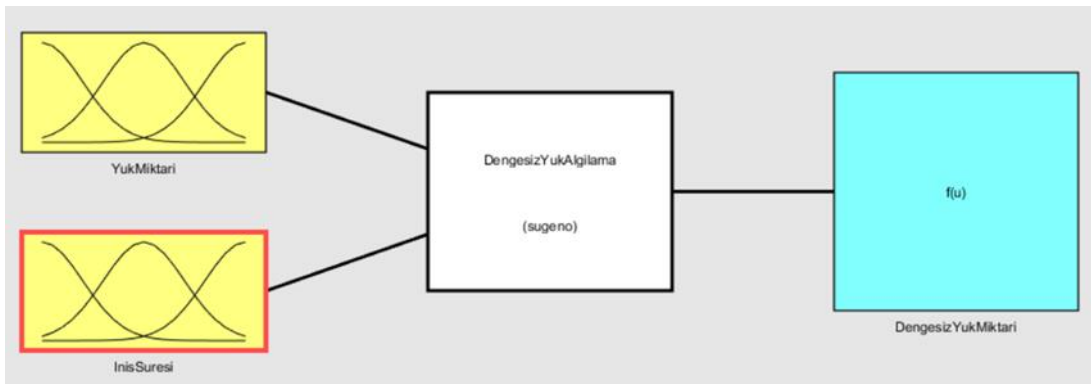 YukMiktari
InisSuresi
DengesizYukAlgilama
(sugeno)
f(u)
DengesizYukMiktari